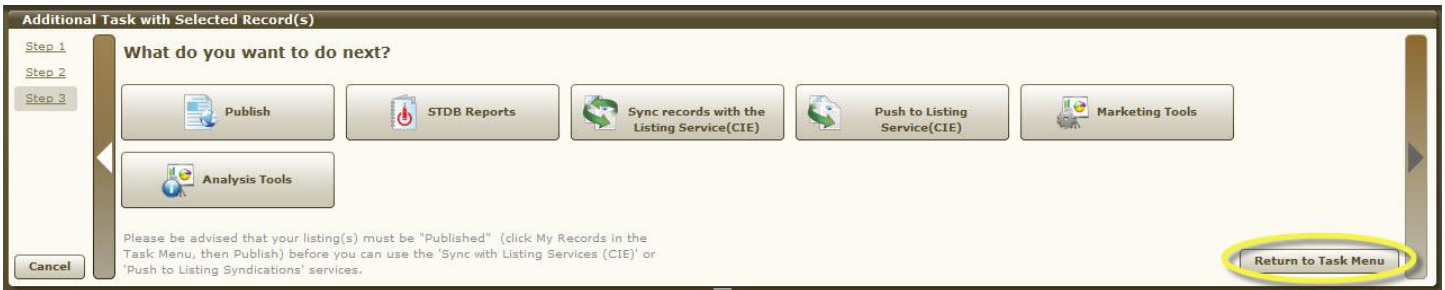 Additional Task with Selected Record(s)
Step 1
Step 2
Step 3
What do you want to do next?
Publish
STDB Reports
Sync records with the
Listing Service(CIE)
Push to Listing
Service(CIE)
Marketing Tools
Analysis Tools
Please be advised that your listing(s) must be "Published" (click My Records in the
Task Menu, then Publish) before you can use the 'Sync with Listing Services (CIE)' or
'Push to Listing Syndications' services.
Cancel
Return to Task Menu